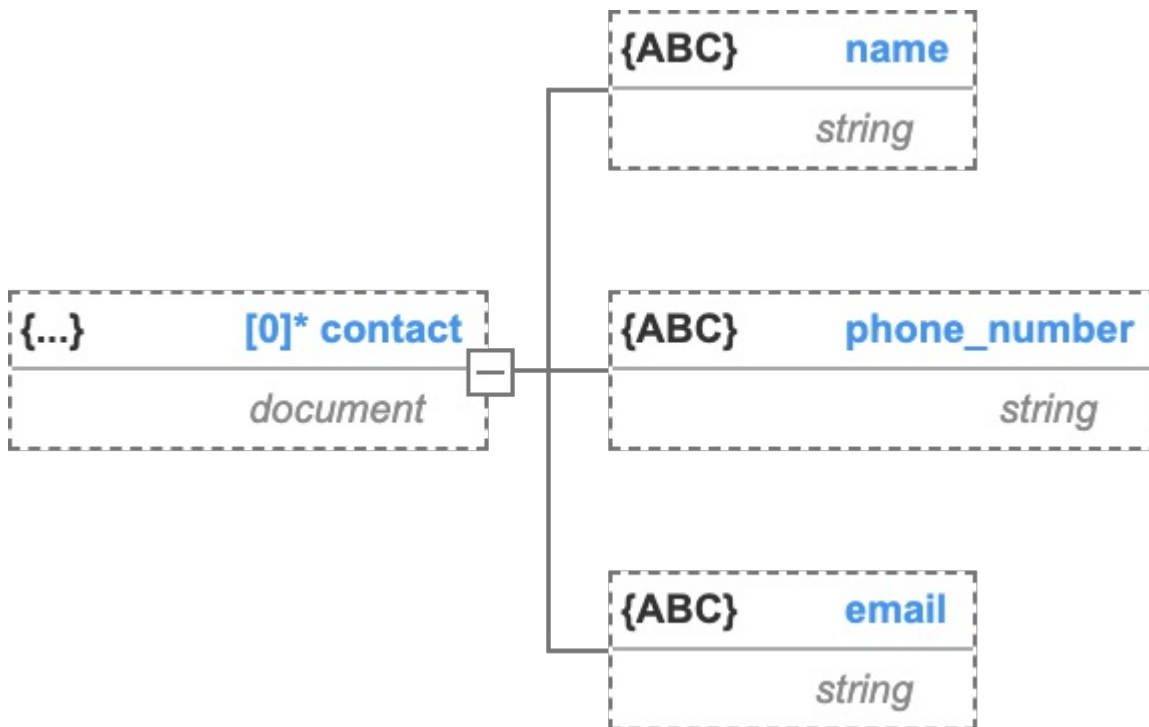 {ABC} name
string
{...} [0]* contact
document
{ABC} phone_number
string
{ABC} email
string